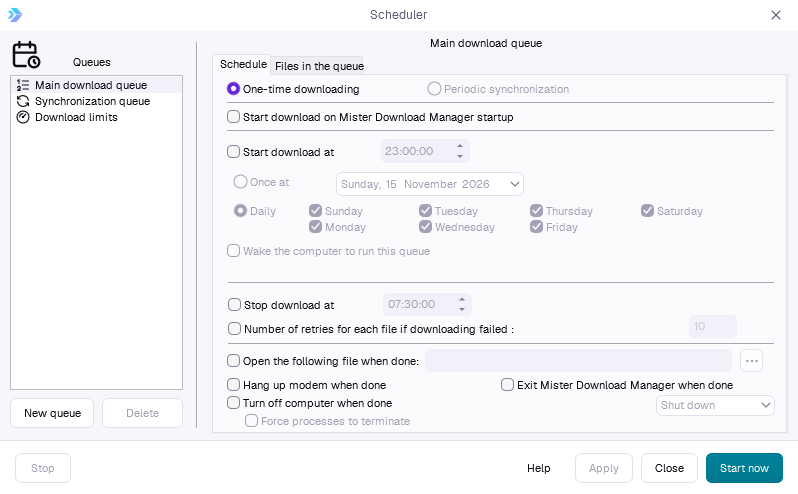 Scheduler
Main download queue
Queues
Schedule
Files in the queue
Main download queue
Synchronization queue
Download limits
One-time downloading
Periodic synchronization
Start download on Mister Download Manager startup
Start download at
23:00:00
Once at
Sunday, 15 November 2026
Daily
Sunday
Tuesday
Thursday
Saturday
Monday
Wednesday
Friday
Wake the computer to run this queue
Stop download at
07:30:00
Number of retries for each file if downloading failed :
10
Open the following file when done:
...
Hang up modem when done
Exit Mister Download Manager when done
Turn off computer when done
Shut down
Force processes to terminate
New queue
Delete
Stop
Help
Apply
Close
Start now